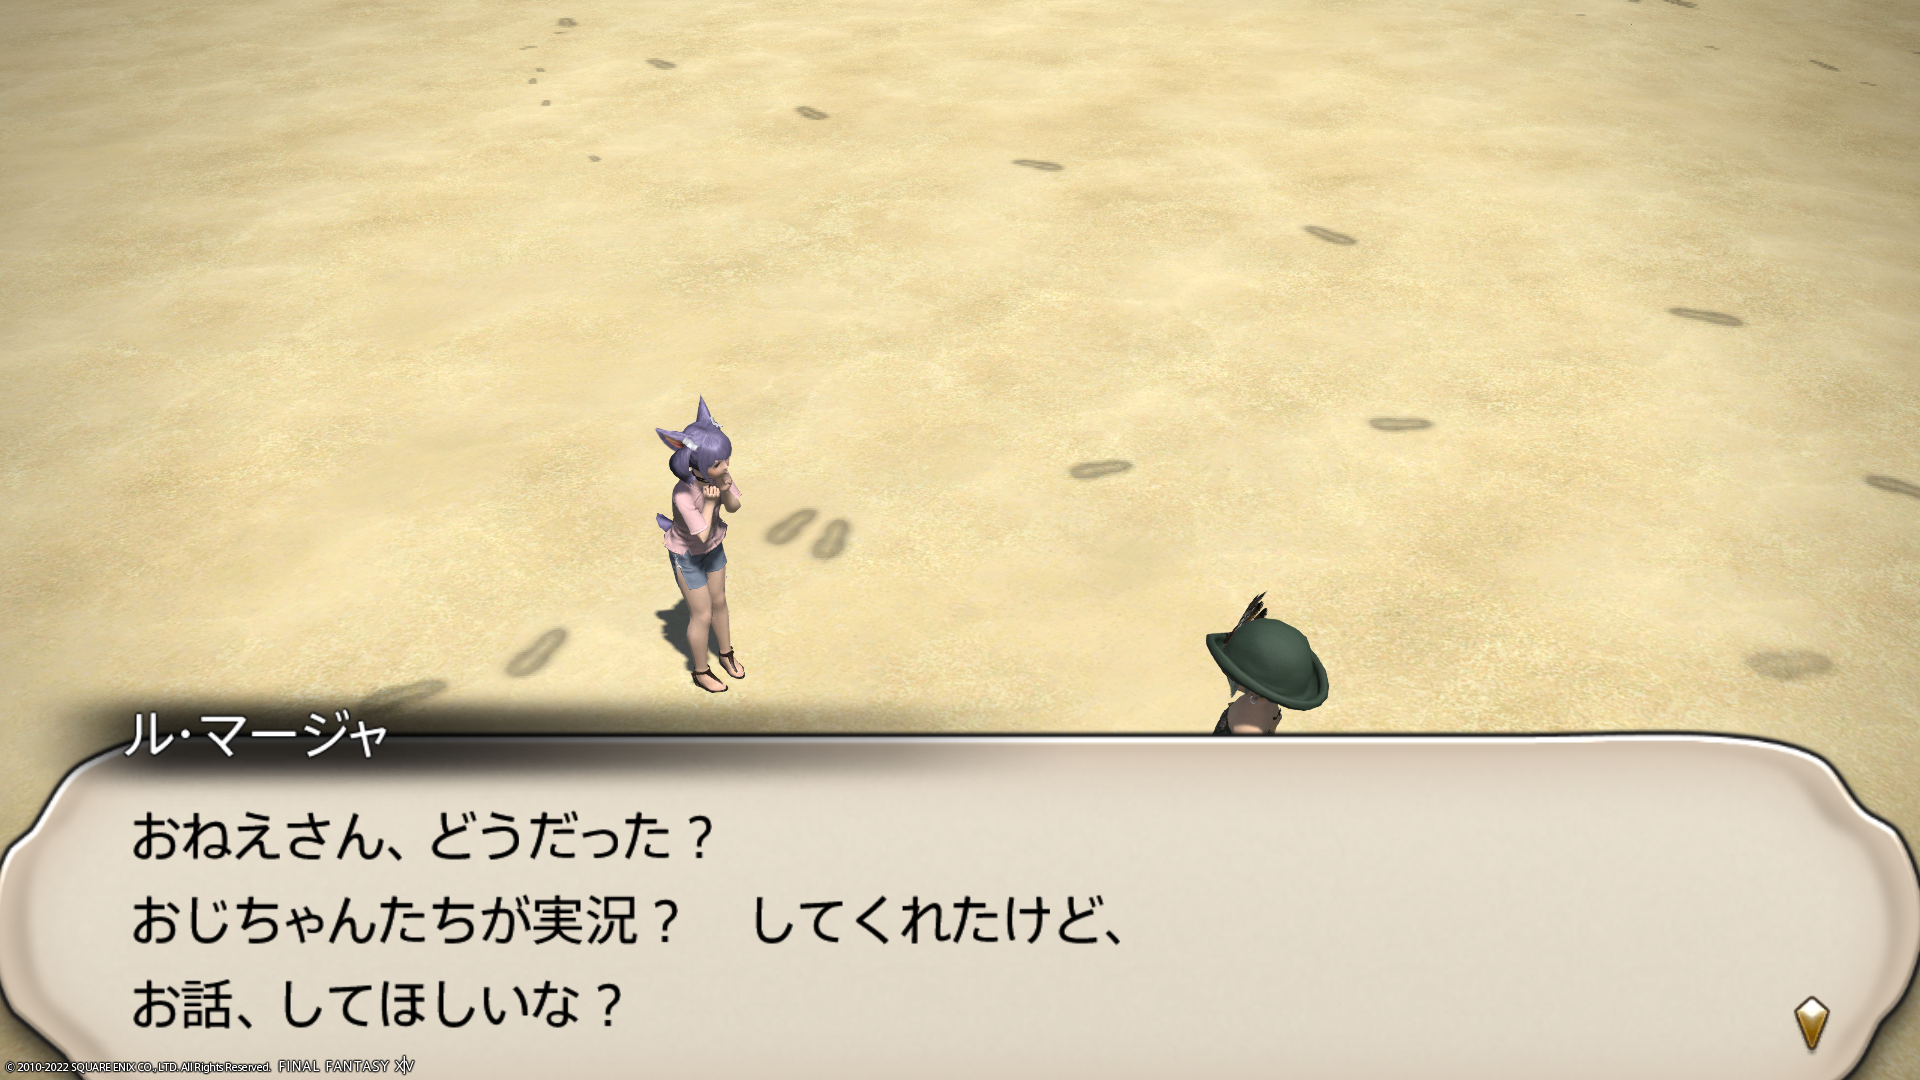 ル・マージャ
おねえさん、どうだった？
おじちゃんたちが実況？　してくれたけど、
お話、してほしいな？
© 2010-2022 SQUARE ENIX CO., LTD. All Rights Reserved. FINAL FANTASY XIV